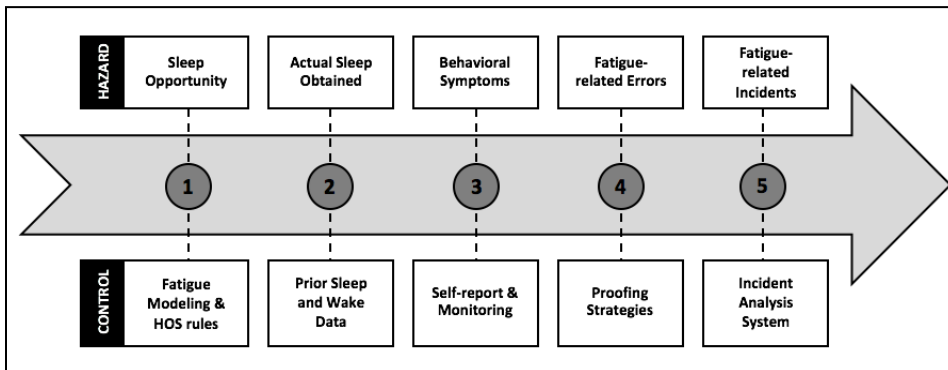 HAZARD
Sleep
Opportunity
Actual Sleep
Obtained
Behavioral
Symptoms
Fatigue-
related Errors
Fatigue-
related
Incidents
1
2
3
4
5
CONTROL
Fatigue
Modeling &
HOS rules
Prior Sleep
and Wake
Data
Self-report &
Monitoring
Proofing
Strategies
Incident
Analysis
System